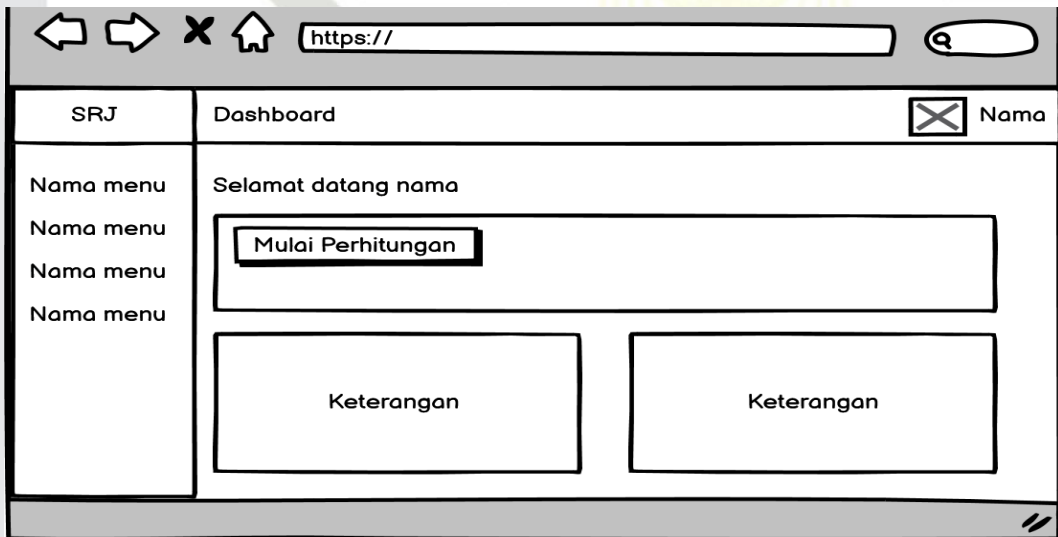 https://
SRJ
Dashboard
Nama
Nama menu
Nama menu
Nama menu
Nama menu
Selamat datang nama
Mulai Perhitungan
Keterangan
Keterangan